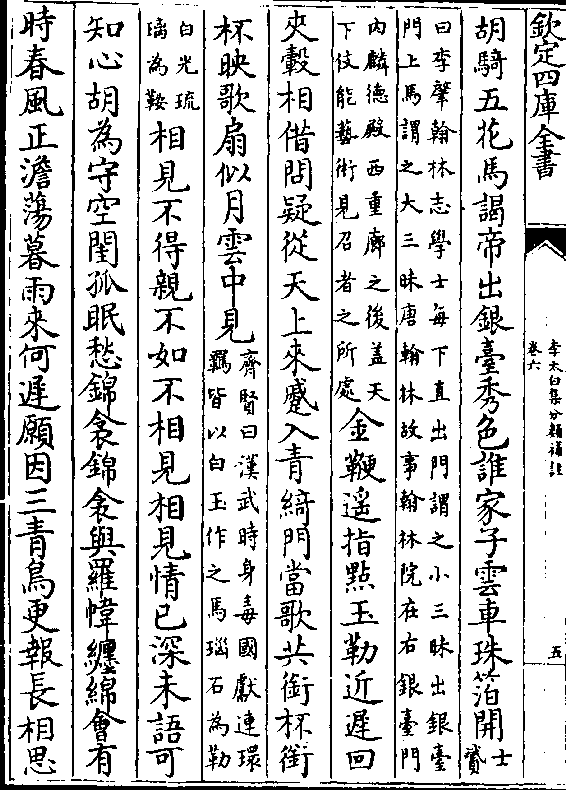 欽定四庫全書
李太白集分類補註
卷六
五
胡騎五花馬謁帝出銀臺秀色誰家子雲車珠箔開士贇
曰李肇翰林志學士每下直出門謂之小三昧出銀臺
門上馬謂之大三昧唐翰林故事翰林院在右銀臺門
內麟德殿西重廊之後蓋天
下伎能藝術見召者之所處
金鞭遥指點玉勒近遲回
夾轂相借問疑從天上來蹙入青綺門當歌共銜杯銜
杯映歌扇似月雲中見
齊賢曰漢武時身毒國獻連環
羈皆以白玉作之馬瑙石為勒
白光琉
璃為鞍
相見不得親不如不相見相見情已深未語可
知心胡為守空閨孤眠愁錦衾錦衾與羅幃纏綿會有
時春風正澹蕩暮雨來何遲願因三青鳥更報長相思